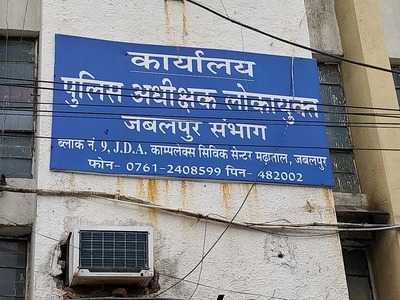 कार्यालय
पुलिस अधीक्षक लोकायुक्त
जबलपुर संभाग
ब्लाक नं. 9, J.D.A. काम्पलेक्स सिविक सेन्टर मढ़ाताल, जबलपुर
फोन- 0761-2408599 पिन- 482002